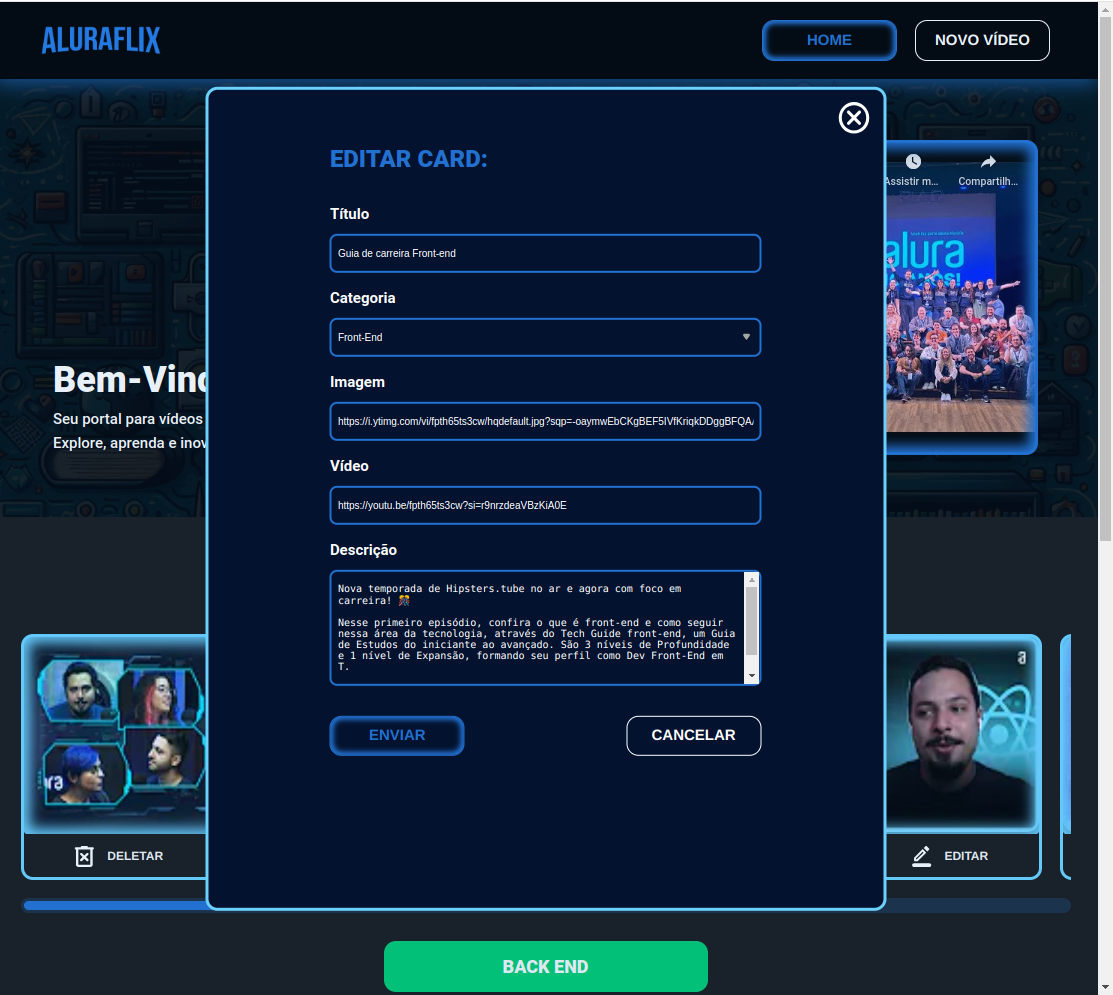 ALURAFLIX
HOME
NOVO VÍDEO
EDITAR CARD:
Assistir m...
Compartilh...
Título
Guia de carreira Front-end
alura
Categoria
Front-End
Bem-Vind
Seu portal para vídeos
Explore, aprenda e inov
Imagem
https://i.ytimg.com/vi/fpth65ts3cw/hqdefault.jpg?sqp=-oaymwEbCKgBEF5IVfKriqkDDggBFQAA
Vídeo
https://youtu.be/fpth65ts3cw?si=r9nrzdeaVBzKiA0E
Descrição
Nova temporada de Hipsters.tube no ar e agora com foco em
carreira! 🎊
Nesse primeiro episódio, confira o que é front-end e como seguir
nessa área da tecnologia, através do Tech Guide front-end, um Guia
de Estudos do iniciante ao avançado. São 3 níveis de Profundidade
e 1 nível de Expansão, formando seu perfil como Dev Front-End em
T.
a
ENVIAR
CANCELAR
DELETAR
EDITAR
BACK END